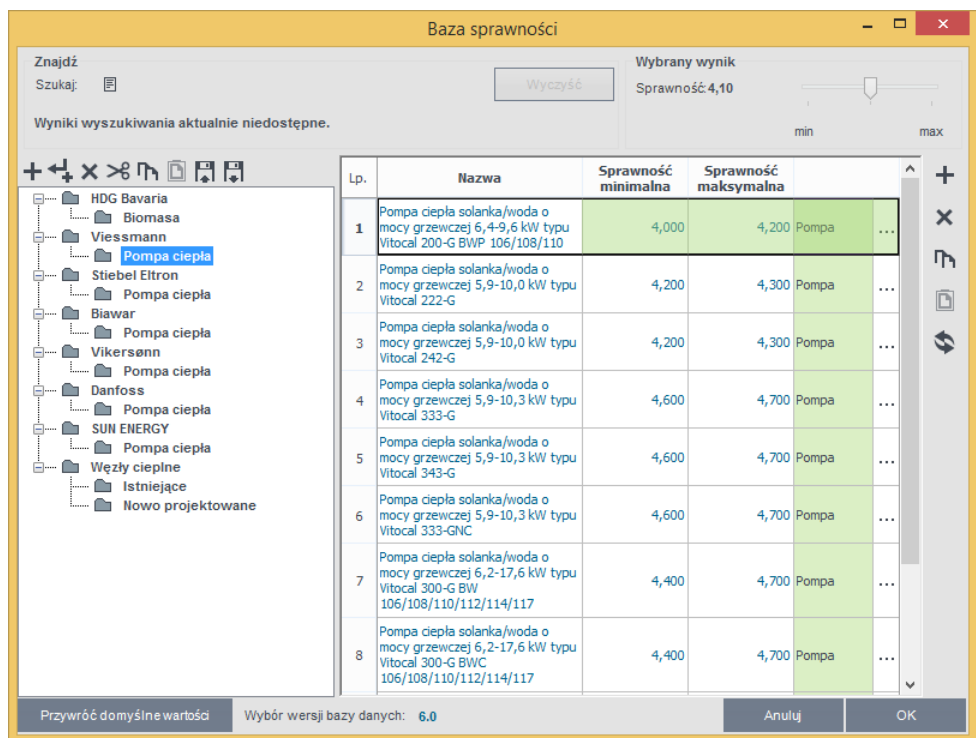 Baza sprawności
Znajdź
Szukaj:
Wyczyść
Wyniki wyszukiwania aktualnie niedostępne.
Wybrany wynik
Sprawność: 4,10
min max
HDG Bavaria
Biomasa
Viessmann
Pompa ciepła
Stiebel Eltron
Pompa ciepła
Biawar
Pompa ciepła
Vikersønn
Pompa ciepła
Danfoss
Pompa ciepła
SUN ENERGY
Pompa ciepła
Węzły cieplne
Istniejące
Nowo projektowane
Lp. Nazwa Sprawność minimalna Sprawność maksymalna
1 Pompa ciepła solanka/woda o
mocy grzewczej 6,4-9,6 kW typu
Vitocal 200-G BWP 106/108/110
4,000 4,200 Pompa ...
2 Pompa ciepła solanka/woda o
mocy grzewczej 5,9-10,0 kW typu
Vitocal 222-G
4,200 4,300 Pompa ...
3 Pompa ciepła solanka/woda o
mocy grzewczej 5,9-10,0 kW typu
Vitocal 242-G
4,200 4,300 Pompa ...
4 Pompa ciepła solanka/woda o
mocy grzewczej 5,9-10,3 kW typu
Vitocal 333-G
4,600 4,700 Pompa ...
5 Pompa ciepła solanka/woda o
mocy grzewczej 5,9-10,3 kW typu
Vitocal 343-G
4,600 4,700 Pompa ...
6 Pompa ciepła solanka/woda o
mocy grzewczej 5,9-10,3 kW typu
Vitocal 333-GNC
4,600 4,700 Pompa ...
7 Pompa ciepła solanka/woda o
mocy grzewczej 6,2-17,6 kW typu
Vitocal 300-G BW
106/108/110/112/114/117
4,400 4,700 Pompa ...
8 Pompa ciepła solanka/woda o
mocy grzewczej 6,2-17,6 kW typu
Vitocal 300-G BWC
106/108/110/112/114/117
4,400 4,700 Pompa ...
Przywróć domyślne wartości
Wybór wersji bazy danych: 6.0
Anuluj
OK